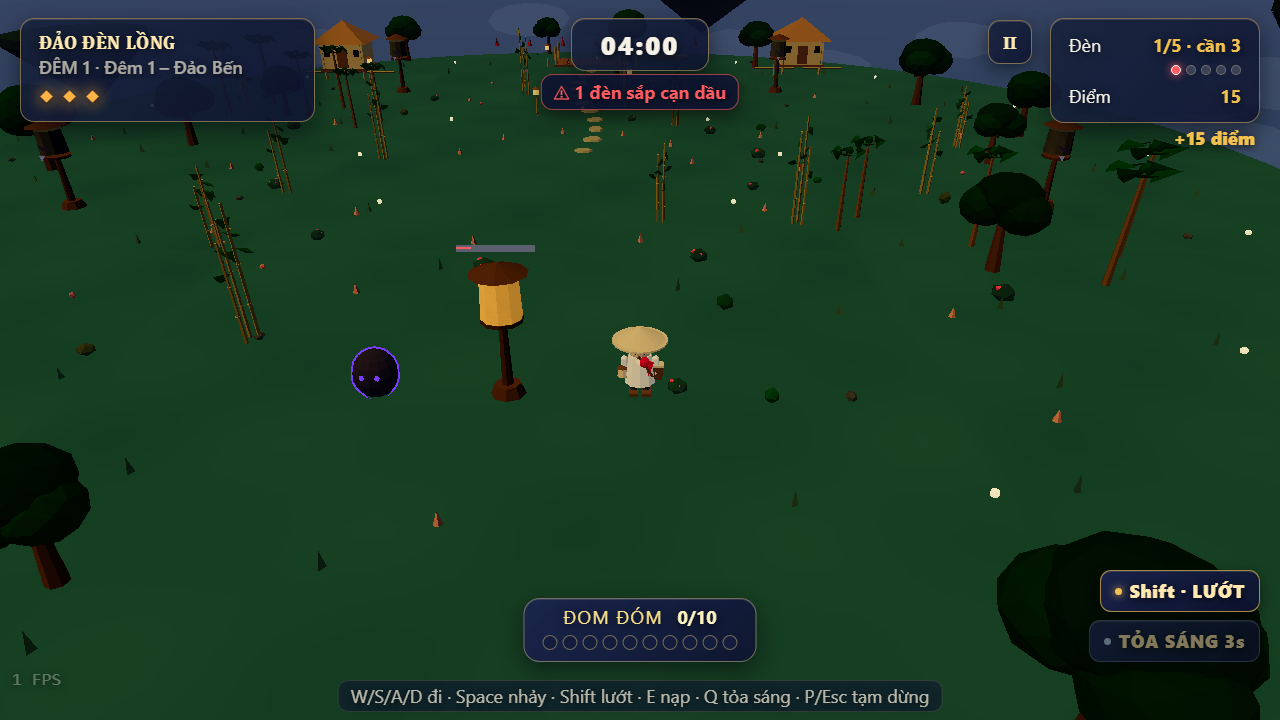 ĐẢO ĐÈN LỒNG
ĐÊM 1 · Đêm 1 – Đảo Bến
04:00
⚠ 1 đèn sắp cạn dầu
II
Đèn 1/5 · cần 3
Điểm 15
+15 điểm
ĐOM ĐÓM 0/10
Shift · LƯỚT
TỎA SÁNG 3s
1 FPS
W/S/A/D đi · Space nhảy · Shift lướt · E nạp · Q tỏa sáng · P/Esc tạm dừng